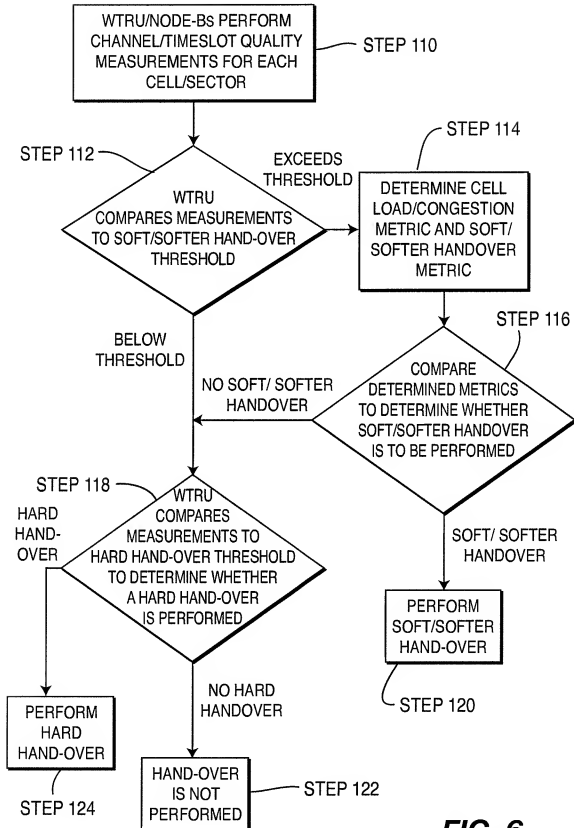 WTRU/NODE-Bs PERFORM
CHANNEL/TIMESLOT QUALITY
MEASUREMENTS FOR EACH
CELL/SECTOR
STEP 110
STEP 112
WTRU
COMPARES MEASUREMENTS
TO SOFT/SOFTER HAND-OVER
THRESHOLD
EXCEEDS
THRESHOLD
STEP 114
DETERMINE CELL
LOAD/CONGESTION
METRIC AND SOFT/
SOFTER HANDOVER
METRIC
BELOW
THRESHOLD
STEP 116
COMPARE
DETERMINED METRICS
TO DETERMINE WHETHER
SOFT/SOFTER HANDOVER
IS TO BE PERFORMED
NO SOFT/ SOFTER
HANDOVER
STEP 118
WTRU
COMPARES
MEASUREMENTS TO
HARD HAND-OVER THRESHOLD
TO DETERMINE WHETHER
A HARD HAND-OVER
IS PERFORMED
HARD
HAND-
OVER
SOFT/ SOFTER
HANDOVER
PERFORM
SOFT/SOFTER
HAND-OVER
STEP 120
NO HARD
HANDOVER
PERFORM
HARD
HAND-OVER
STEP 124
HAND-OVER
IS NOT
PERFORMED
STEP 122
FIG. 6